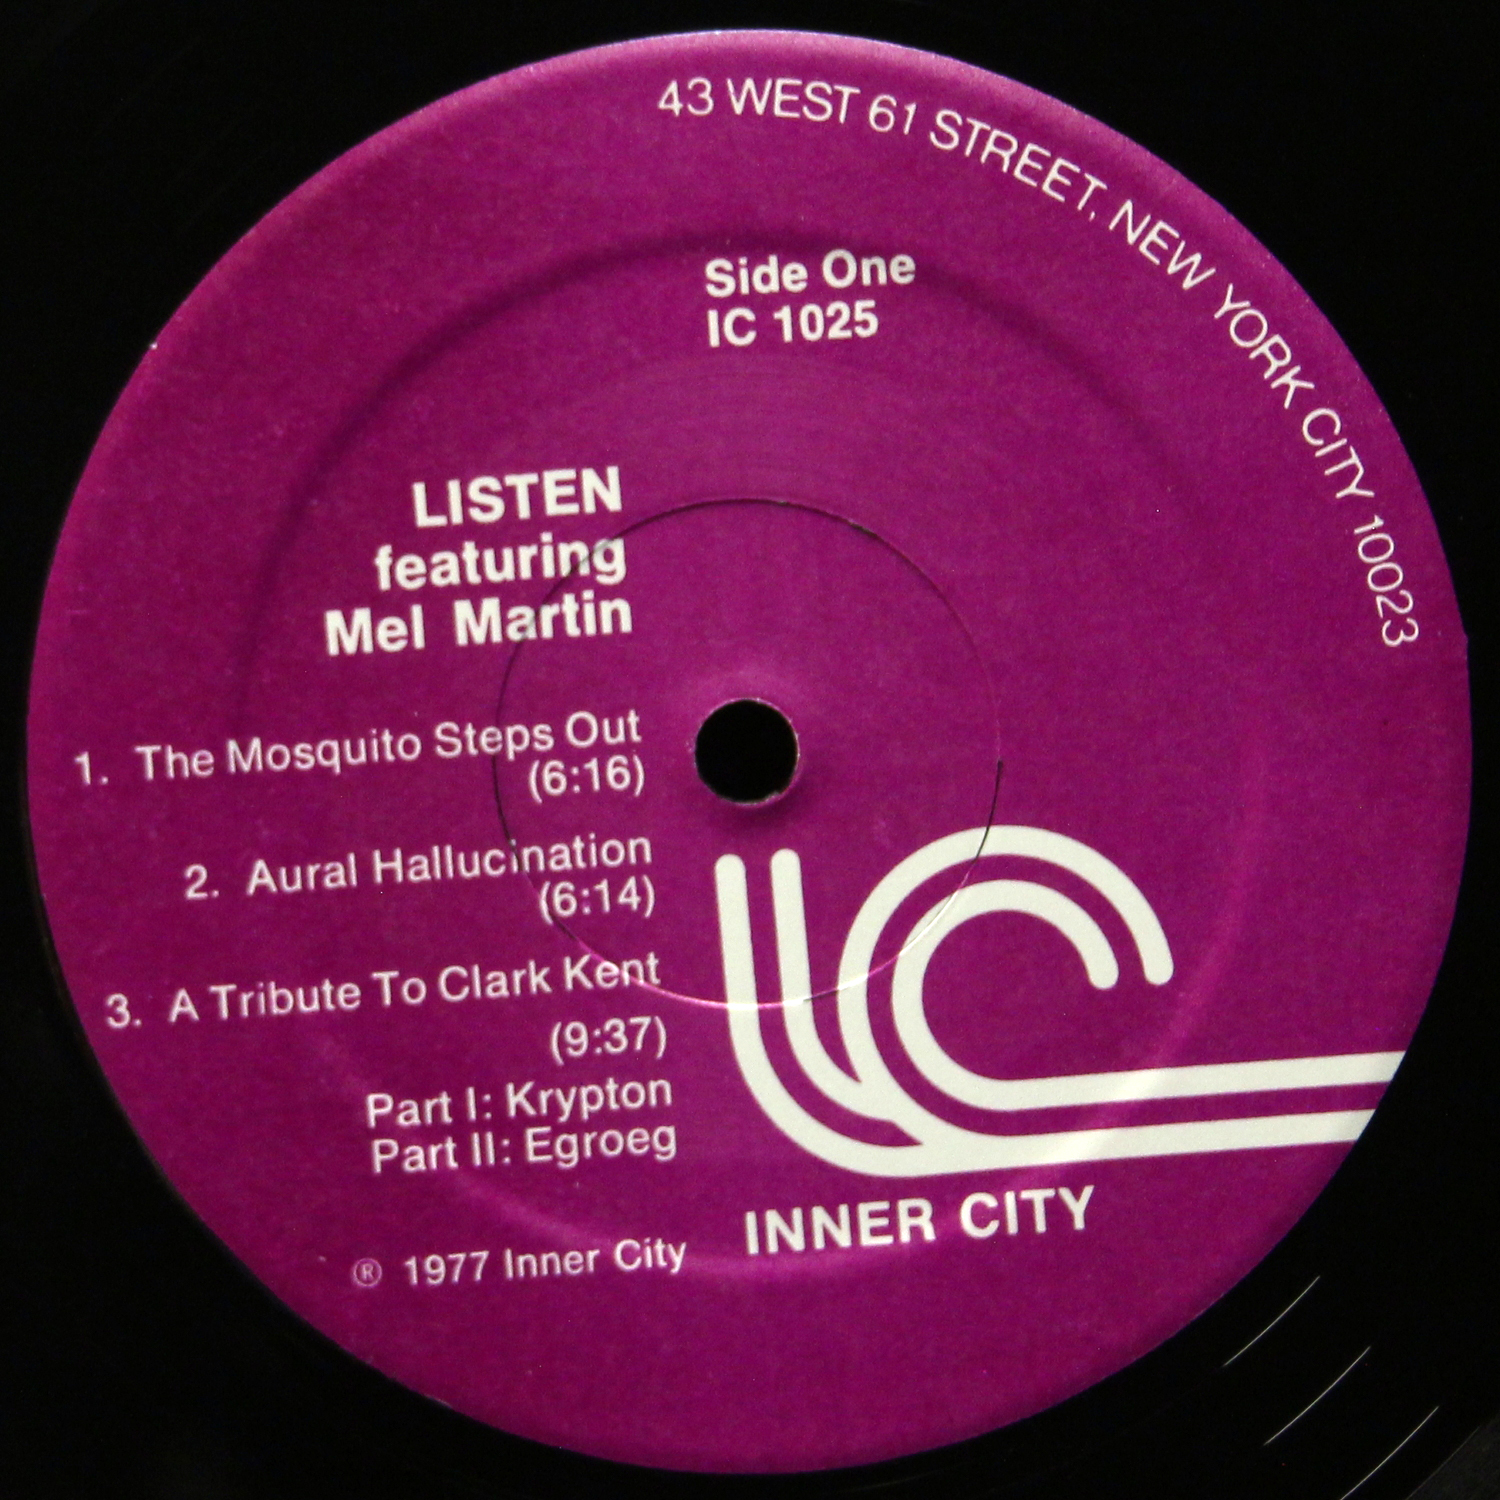 43 WEST 61 STREET, NEW YORK CITY 10023
Side One
IC 1025
LISTEN
featuring
Mel Martin
1. The Mosquito Steps Out
(6:16)
2. Aural Hallucination
(6:14)
3. A Tribute To Clark Kent
(9:37)
Part I: Krypton
Part II: Egroeg
® 1977 Inner City
IC
INNER CITY